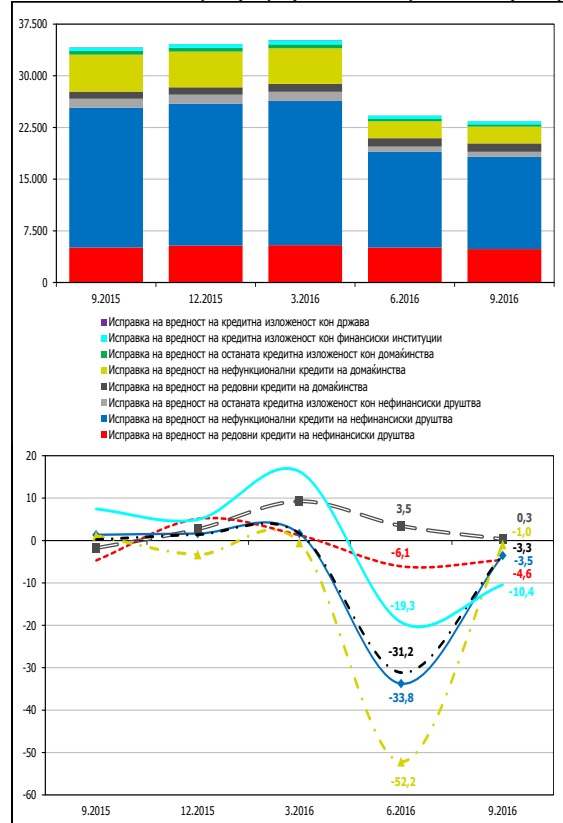 37.500
30.000
22.500
15.000
7.500
0
9.2015 12.2015 3.2016 6.2016 9.2016
Исправка на вредност на кредитна изложеност кон држава
Исправка на вредност на кредитна изложеност кон финансиски институции
Исправка на вредност на останата кредитна изложеност кон домаќинства
Исправка на вредност на нефункционални кредити на домаќинства
Исправка на вредност на редовни кредити на домаќинства
Исправка на вредност на останата кредитна изложеност кон нефинансиски друштва
Исправка на вредност на нефункционални кредити на нефинансиски друштва
Исправка на вредност на редовни кредити на нефинансиски друштва
20
10
0
-10
-20
-30
-40
-50
-60
3,5
-6,1
-19,3
-31,2
-33,8
-52,2
0,3
-1,0
-3,3
-3,5
-4,6
-10,4
9.2015 12.2015 3.2016 6.2016 9.2016